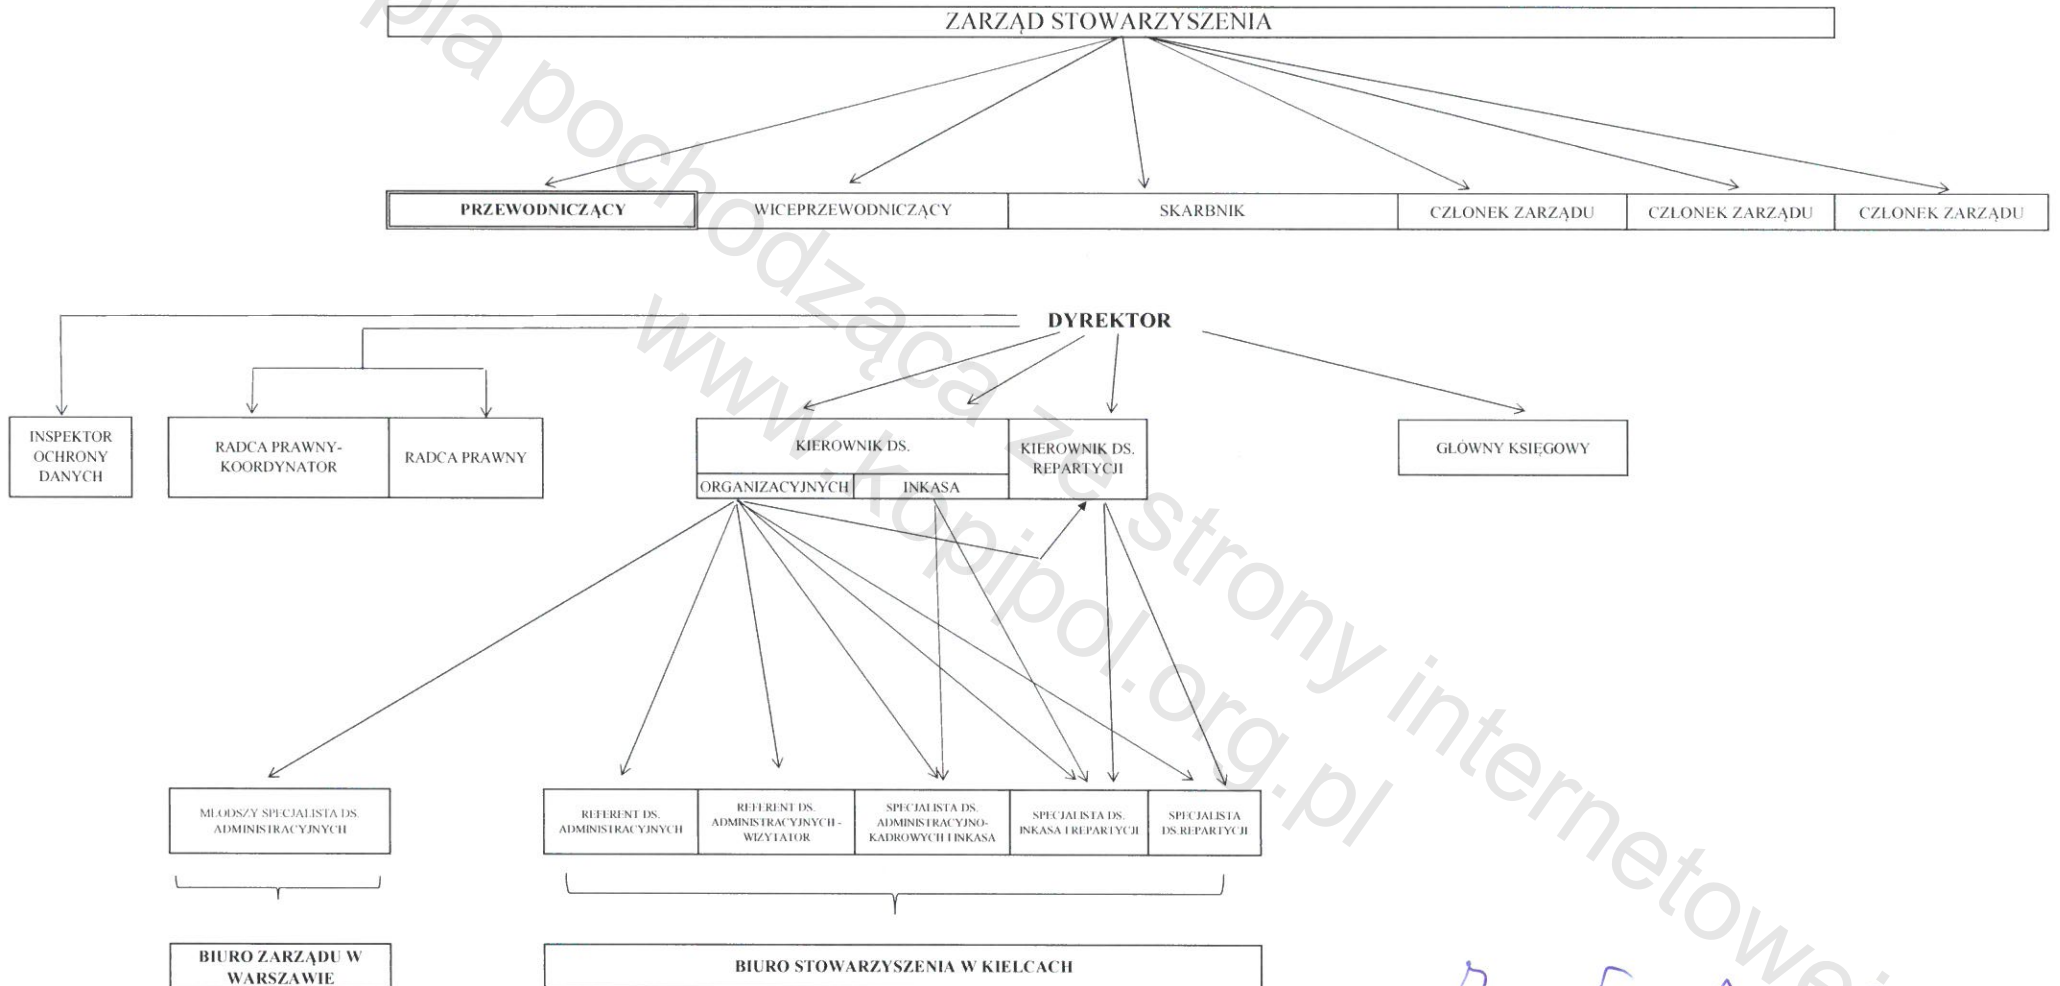 ZARZĄD STOWARZYSZENIA
PRZEWODNICZĄCY
WICEPRZEWODNICZĄCY
SKARBNIK
CZŁONEK ZARZĄDU
CZŁONEK ZARZĄDU
CZŁONEK ZARZĄDU
DYREKTOR
INSPEKTOR
OCHRONY
DANYCH
RADCA PRAWNY-
KOORDYNATOR
RADCA PRAWNY
KIEROWNIK DS.
ORGANIZACYJNYCH
INKASA
KIEROWNIK DS.
REPARTYCJI
GŁÓWNY KSIĘGOWY
MŁODSZY SPECJALISTA DS.
ADMINISTRACYJNYCH
REFERENT DS.
ADMINISTRACYJNYCH
REFERENT DS.
ADMINISTRACYJNYCH -
WIZYTATOR
SPECJALISTA DS.
ADMINISTRACYJNO-
KADROWYCH I INKASA
SPECJALISTA DS.
INKASA I REPARTYCJI
SPECJALISTA
DS.REPARTYCJI
BIURO ZARZĄDU W
WARSZAWIE
BIURO STOWARZYSZENIA W KIELCACH
pochodząca ze strony internetowej
www.kopipol.org.pl